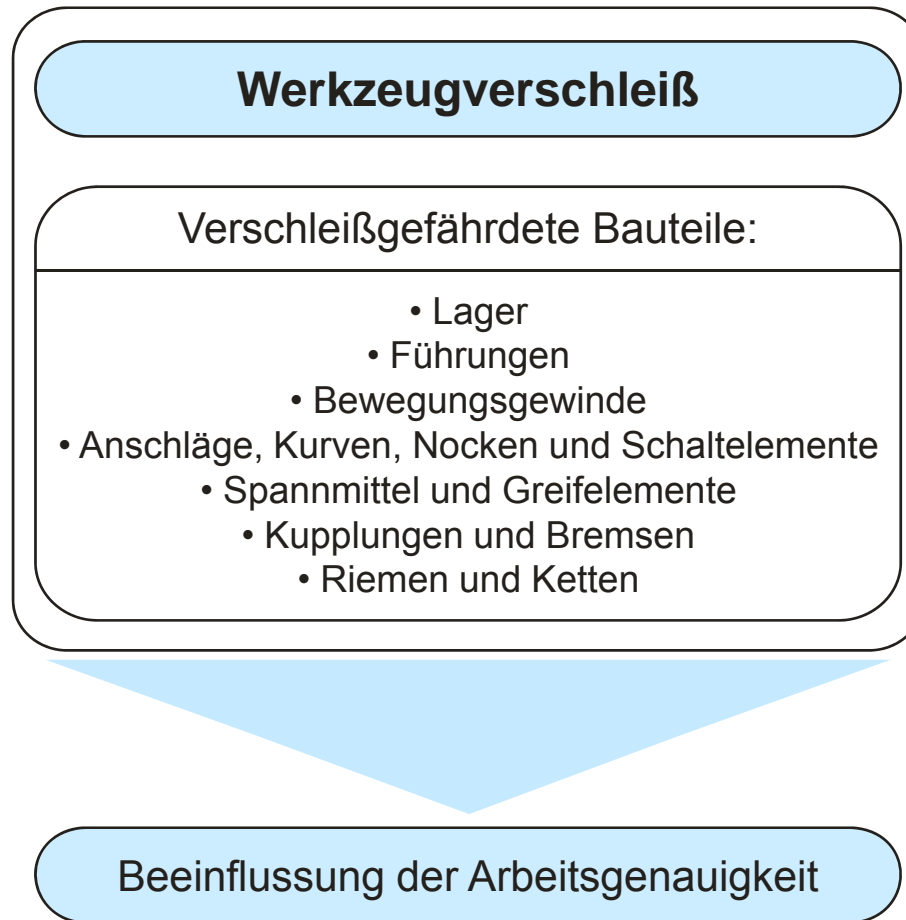 Werkzeugverschleiß
Verschleißgefährdete Bauteile:
• Lager
• Führungen
• Bewegungsgewinde
• Anschläge, Kurven, Nocken und Schaltelemente
• Spannmittel und Greifelemente
• Kupplungen und Bremsen
• Riemen und Ketten
Beeinflussung der Arbeitsgenauigkeit